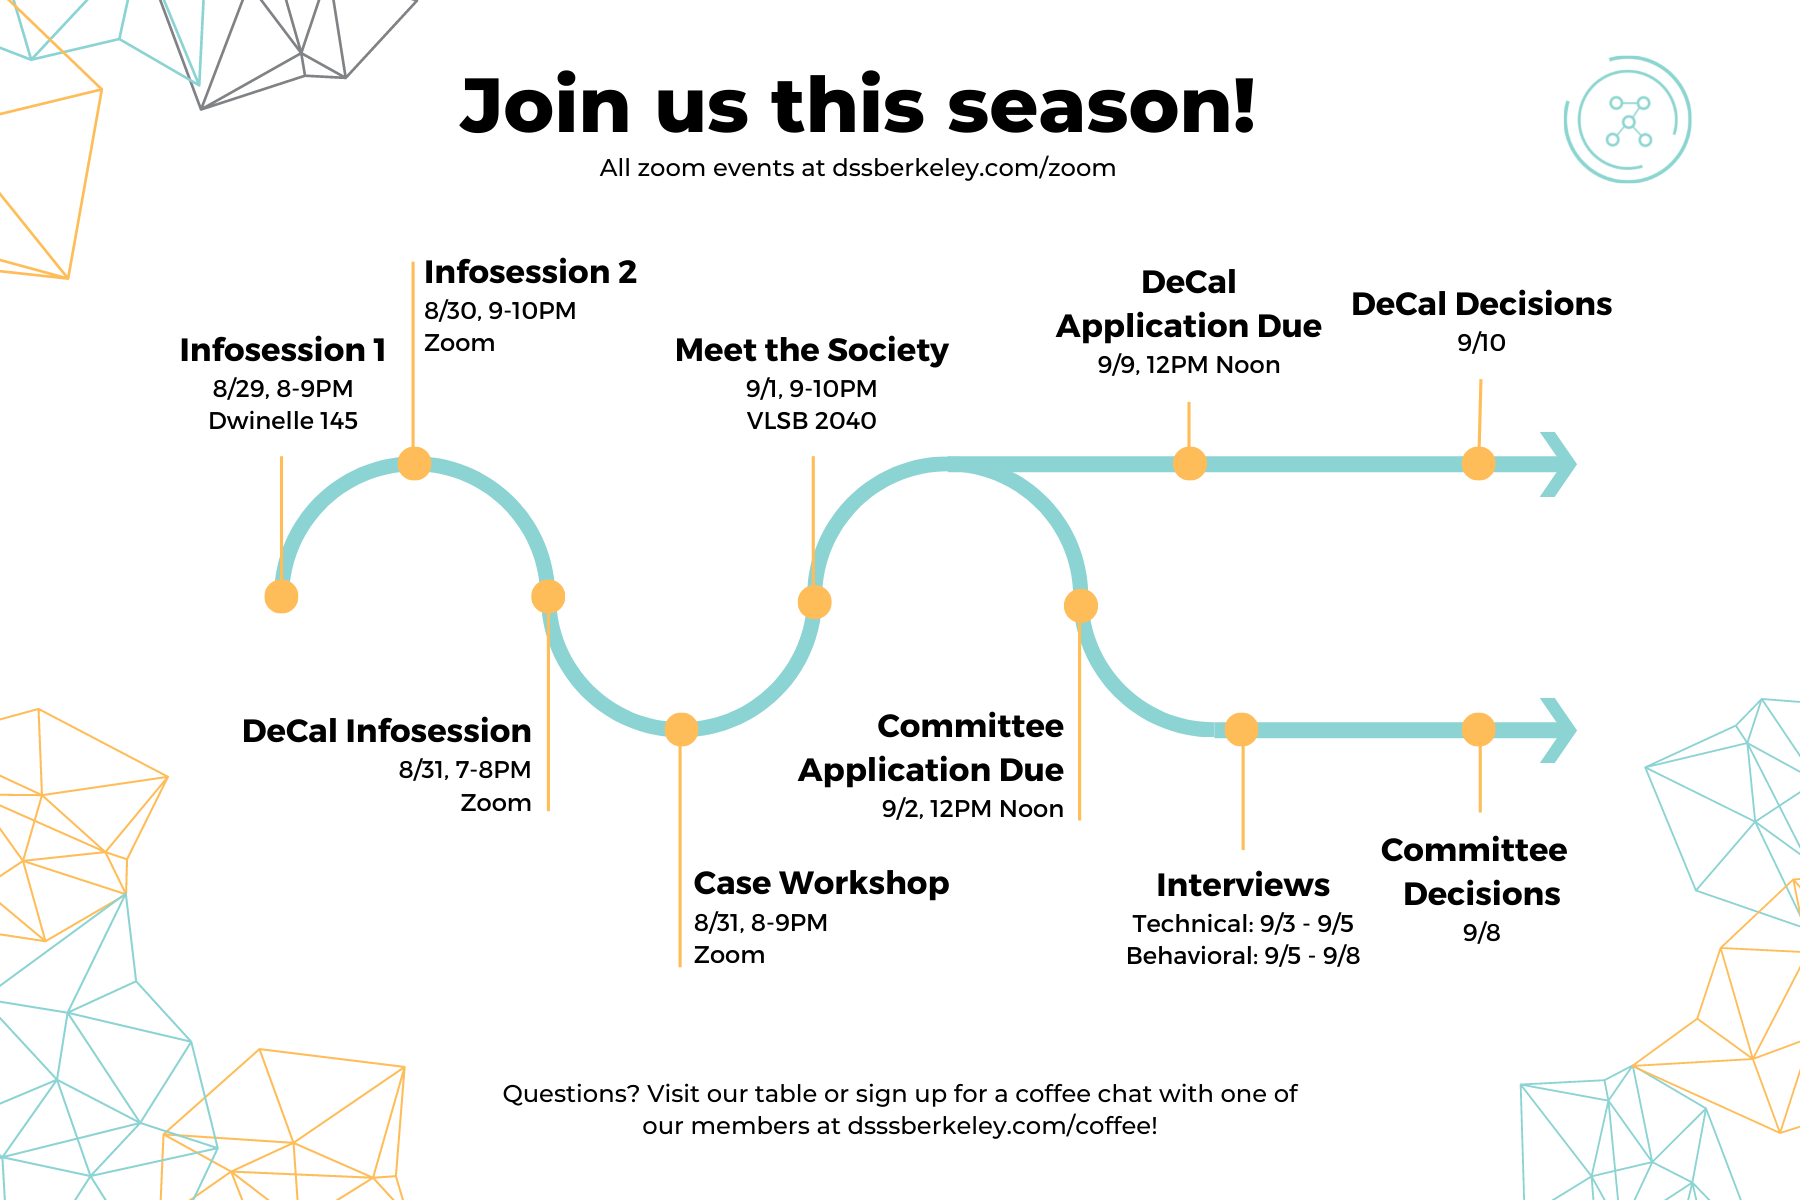 Join us this season!
All zoom events at dssberkeley.com/zoom
Infosession 1
8/29, 8-9PM
Dwinelle 145
Infosession 2
8/30, 9-10PM
Zoom
DeCal Infosession
8/31, 7-8PM
Zoom
Case Workshop
8/31, 8-9PM
Zoom
Meet the Society
9/1, 9-10PM
VLSB 2040
Committee
Application Due
9/2, 12PM Noon
DeCal
Application Due
9/9, 12PM Noon
DeCal Decisions
9/10
Interviews
Technical: 9/3 - 9/5
Behavioral: 9/5 - 9/8
Committee
Decisions
9/8
Questions? Visit our table or sign up for a coffee chat with one of
our members at dsssberkeley.com/coffee!